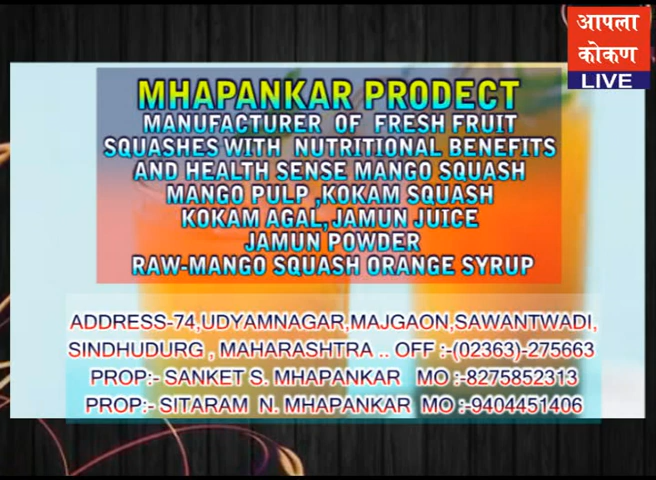 आपला
कोकण
LIVE
MHAPANKAR PRODECT
MANUFACTURER OF FRESH FRUIT
SQUASHES WITH NUTRITIONAL BENEFITS
AND HEALTH SENSE MANGO SQUASH
MANGO PULP ,KOKAM SQUASH
KOKAM AGAL, JAMUN JUICE
JAMUN POWDER
RAW-MANGO SQUASH ORANGE SYRUP
ADDRESS-74,UDYAMNAGAR,MAJGAON,SAWANTWADI,
SINDHUDURG , MAHARASHTRA .. OFF :-(02363)-275663
PROP:- SANKET S. MHAPANKAR MO :-8275852313
PROP:- SITARAM N. MHAPANKAR MO :-9404451406